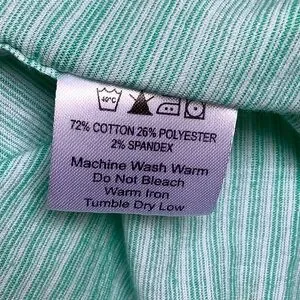 40°C
72% COTTON 26% POLYESTER
2% SPANDEX
Machine Wash Warm
Do Not Bleach
Warm Iron
Tumble Dry Low